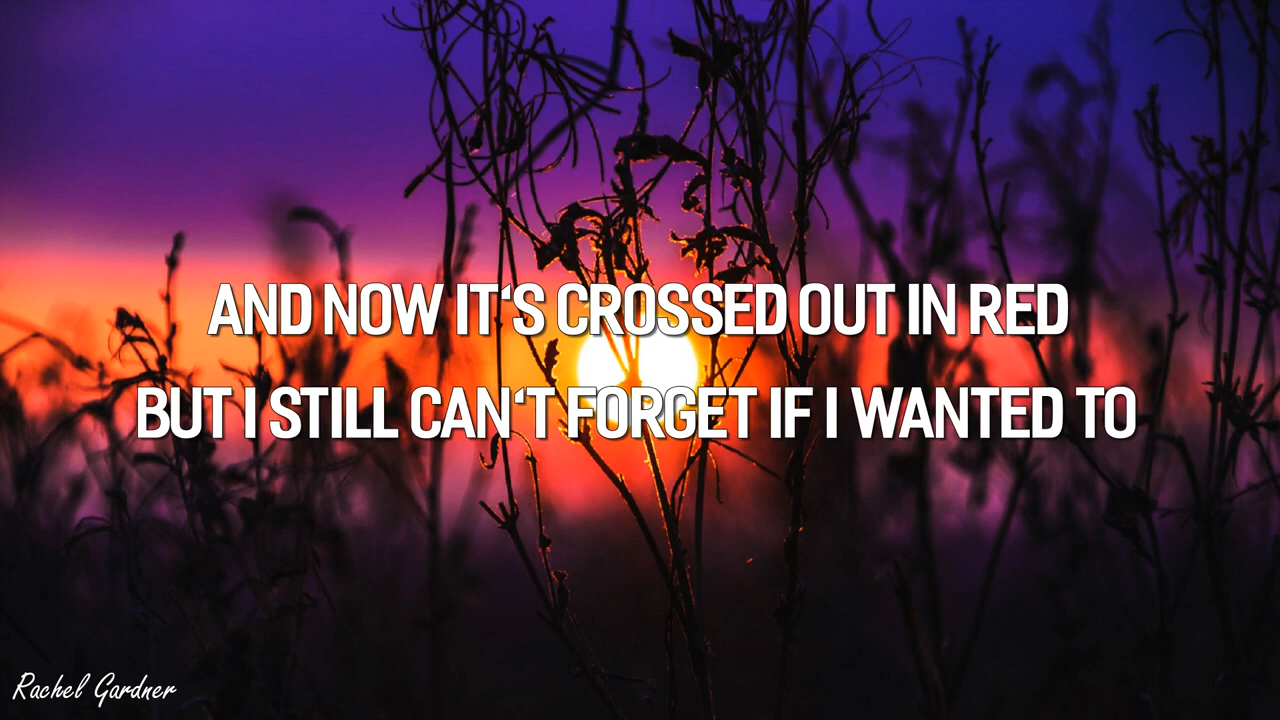 AND NOW IT‘S CROSSED OUT IN RED
BUT I STILL CAN‘T FORGET IF I WANTED TO
Rachel Gardner